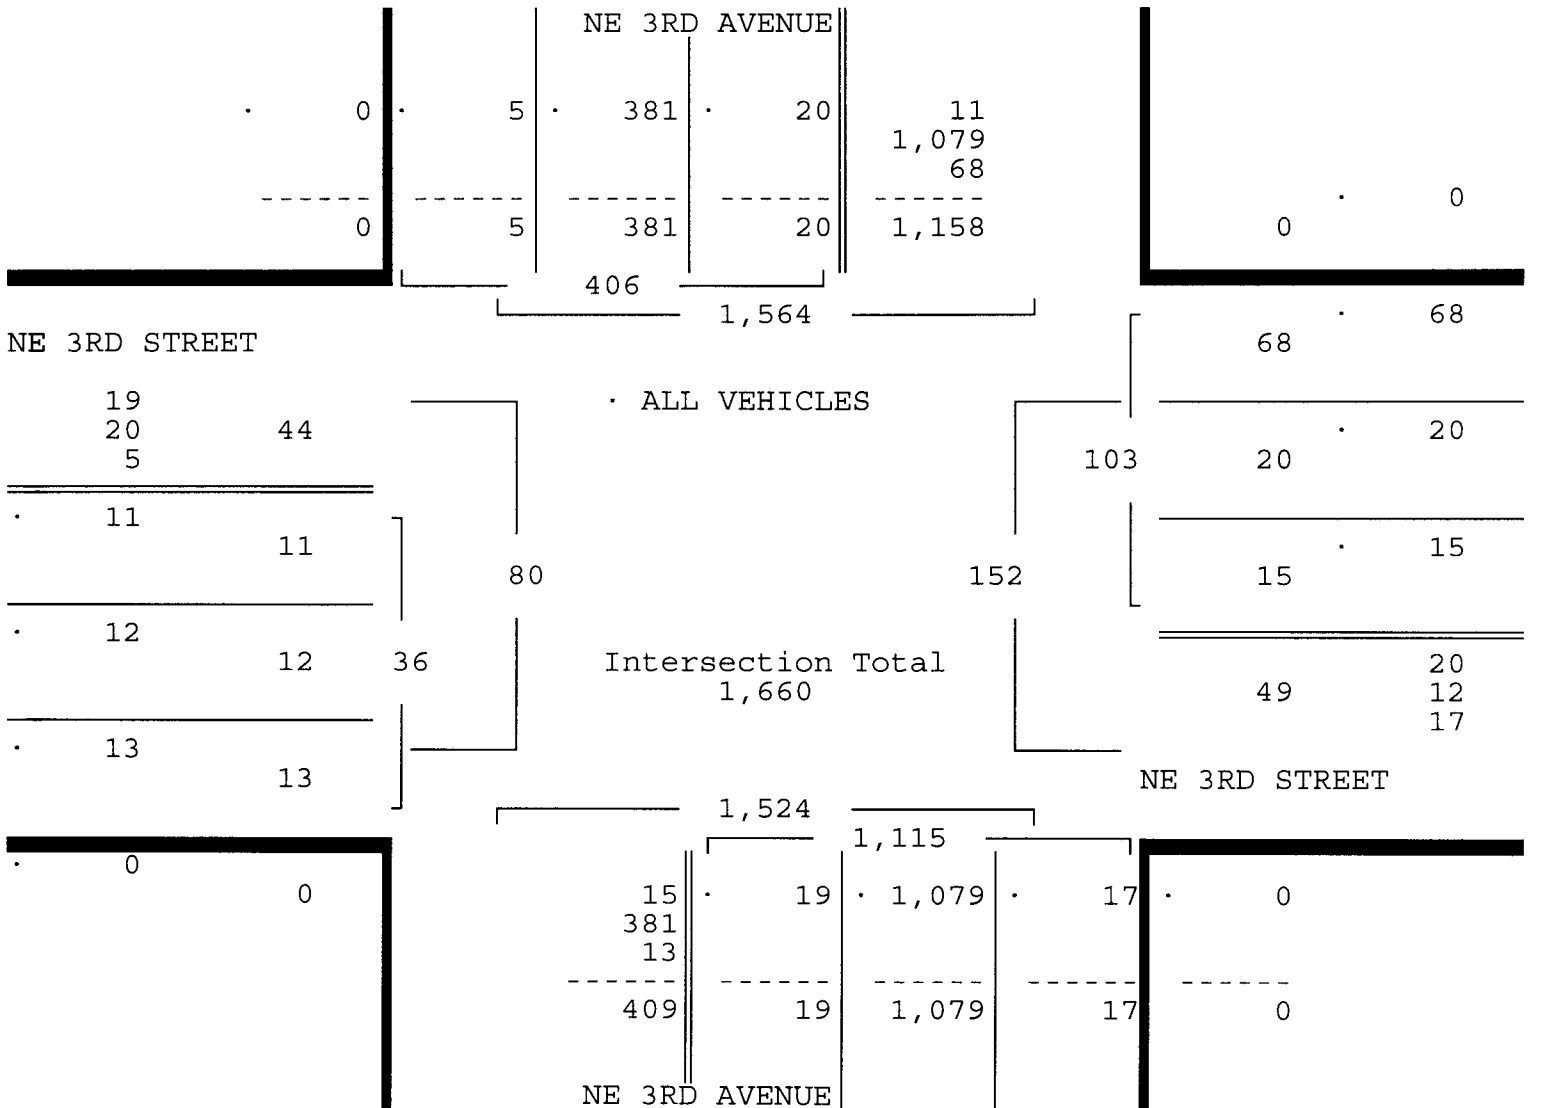 NE 3RD AVENUE
· 0 · 5 · 381 · 20 11
1,079
68
------ ------ ------ ------ ------
· 0
0 5 381 20 1,158 0
406
1,564 · 68
NE 3RD STREET 68
19 · ALL VEHICLES
20 44 · 20
5 103 20
· 11
11 · 15
80 152 15
· 12
12 36 Intersection Total 20
1,660 49 12
17
· 13
13 NE 3RD STREET
1,524
1,115
· 0
0 15 · 19 · 1,079 · 17 · 0
381
13
------ ------ ------ ------ ------
409 19 1,079 17 0
NE 3RD AVENUE